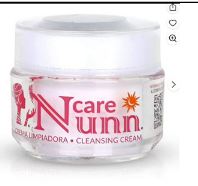 care
Nunn.
CREMA LIMPIADORA • CLEANSING CREAM